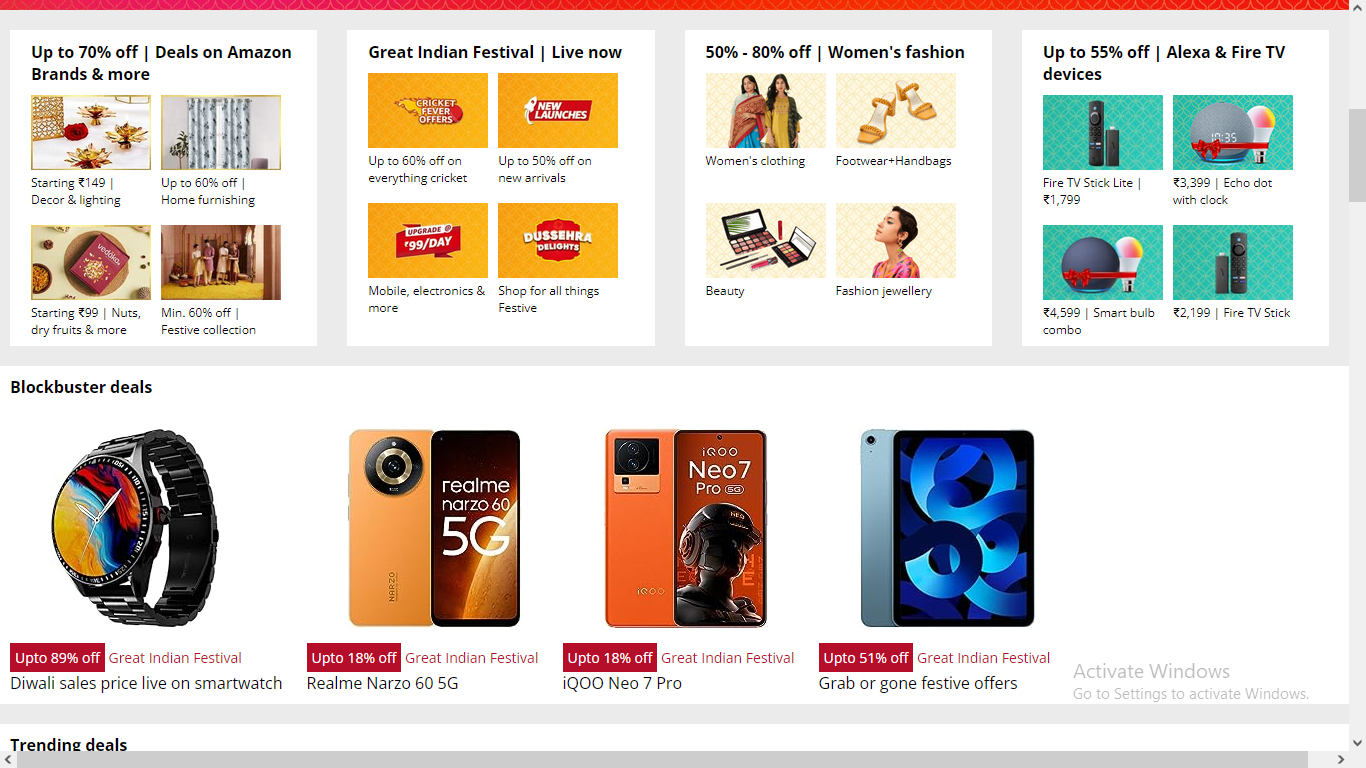 Up to 70% off | Deals on Amazon
Brands & more
Starting ₹149 |
Decor & lighting
Up to 60% off |
Home furnishing
vedaka
Starting ₹99 | Nuts,
dry fruits & more
Min. 60% off |
Festive collection
Great Indian Festival | Live now
CRICKET
FEVER
OFFERS
Up to 60% off on
everything cricket
NEW
LAUNCHES
Up to 50% off on
new arrivals
UPGRADE @
₹99/DAY
Mobile, electronics &
more
DUSSEHRA
DELIGHTS
Shop for all things
Festive
50% - 80% off | Women's fashion
Women's clothing
Footwear+Handbags
Beauty
Fashion jewellery
Up to 55% off | Alexa & Fire TV
devices
Fire TV Stick Lite |
₹1,799
10:35
₹3,399 | Echo dot
with clock
₹4,599 | Smart bulb
combo
₹2,199 | Fire TV Stick
Blockbuster deals
Upto 89% off Great Indian Festival
Diwali sales price live on smartwatch
NARZO
realme
narzo 60
5G
Upto 18% off Great Indian Festival
Realme Narzo 60 5G
iQOO
iQOO
Neo7
Pro 5G
NEO
Upto 18% off Great Indian Festival
iQOO Neo 7 Pro
Upto 51% off Great Indian Festival
Grab or gone festive offers
Activate Windows
Go to Settings to activate Windows.
Trending deals